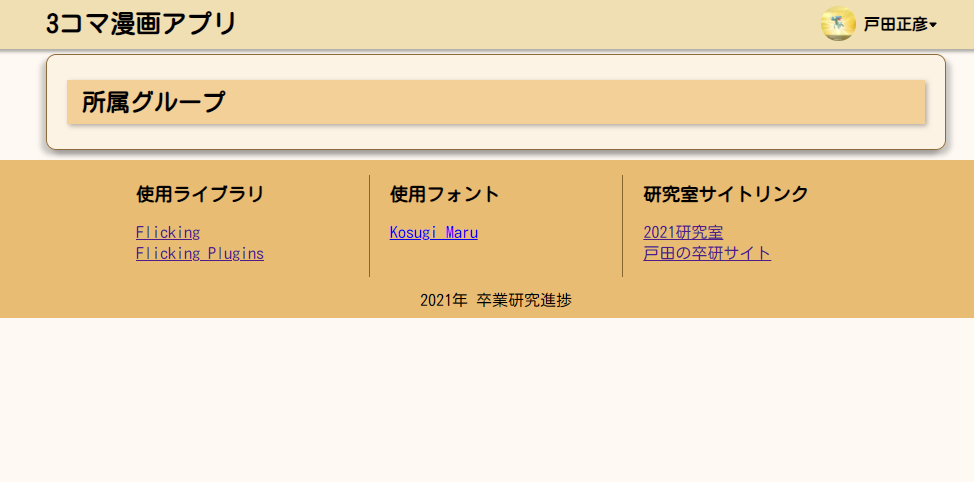 3コマ漫画アプリ
戸田正彦
所属グループ
使用ライブラリ
Flicking
Flicking Plugins
使用フォント
Kosugi Maru
研究室サイトリンク
2021研究室
戸田の卒研サイト
2021年 卒業研究進捗